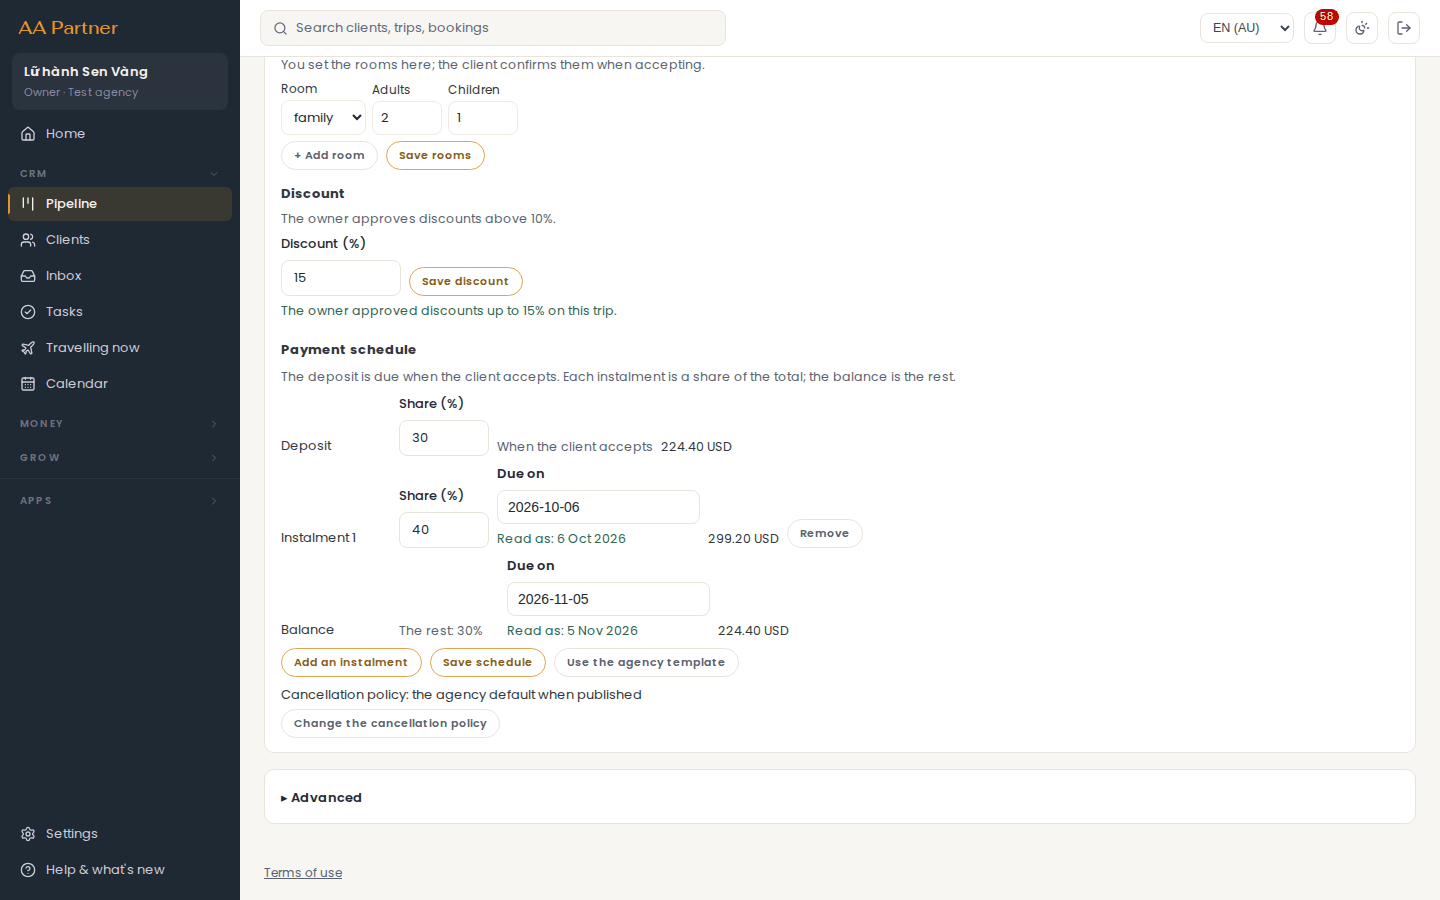 AA Partner
Lữ hành Sen Vàng
Owner · Test agency
Home
CRM
Pipeline
Clients
Inbox
Tasks
Travelling now
Calendar
MONEY
GROW
APPS
Settings
Help & what's new
Search clients, trips, bookings
EN (AU)
58
You set the rooms here; the client confirms them when accepting.
Room Adults Children
family 2 1
+ Add room Save rooms
Discount
The owner approves discounts above 10%.
Discount (%)
15 Save discount
The owner approved discounts up to 15% on this trip.
Payment schedule
The deposit is due when the client accepts. Each instalment is a share of the total; the balance is the rest.
Share (%)
30
Deposit When the client accepts 224.40 USD
Due on
Share (%)
2026-10-06
40
Instalment 1 Read as: 6 Oct 2026 299.20 USD Remove
Due on
2026-11-05
Balance The rest: 30% Read as: 5 Nov 2026 224.40 USD
Add an instalment Save schedule Use the agency template
Cancellation policy: the agency default when published
Change the cancellation policy
▸ Advanced
Terms of use